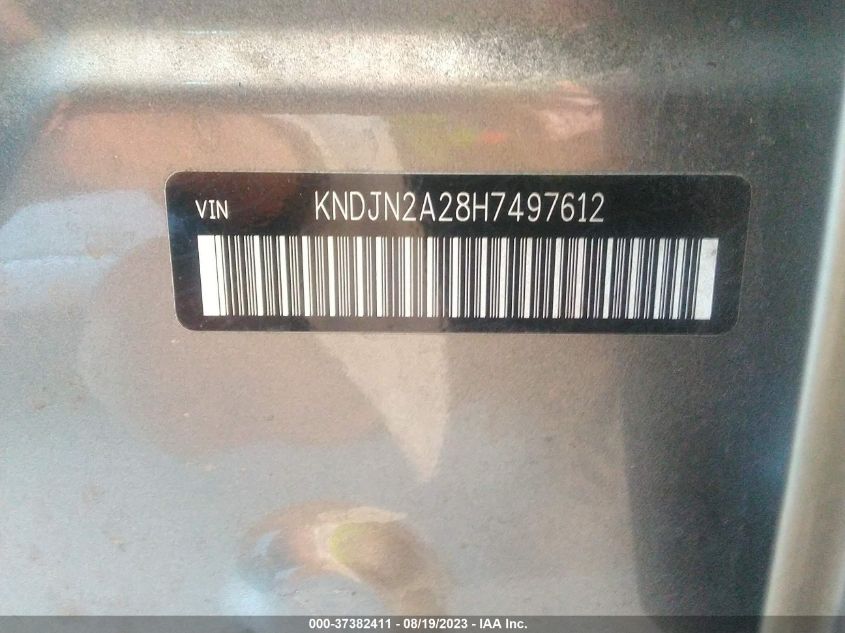 VIN KNDJN2A28H7497612
000-37382411 - 08/19/2023 - IAA Inc.